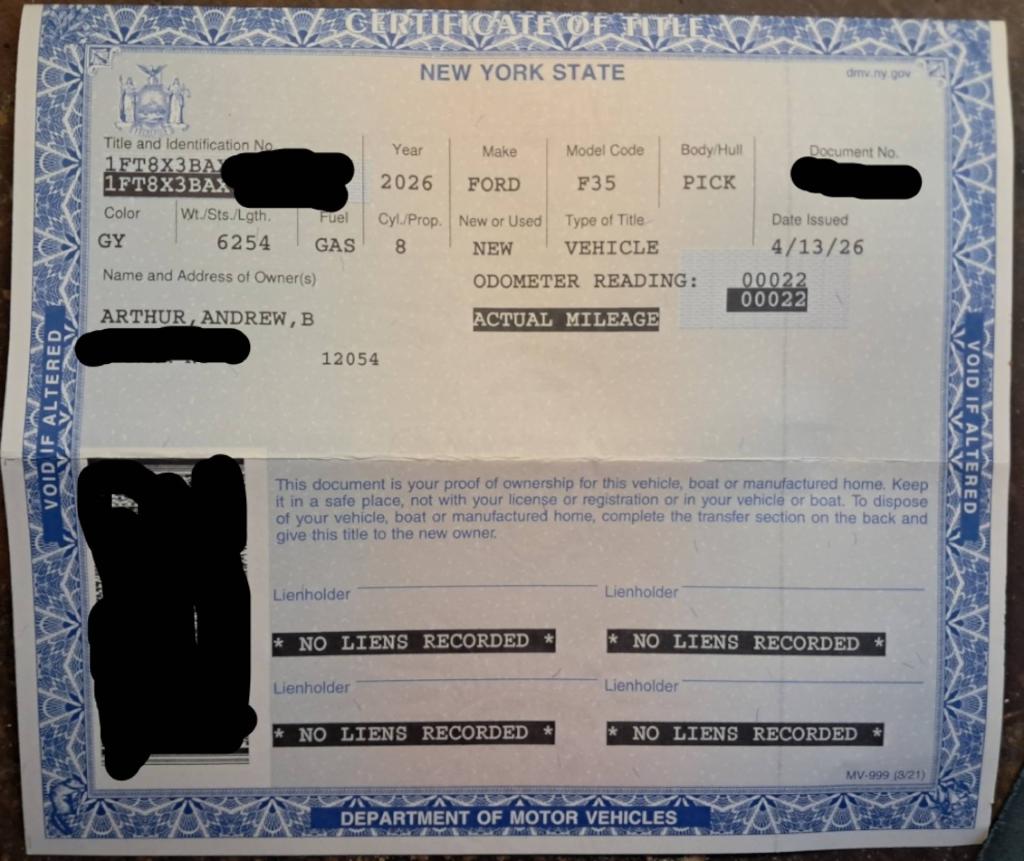 CERTIFICATE OF TITLE
NEW YORK STATE
dmv.ny.gov
Title and Identification No.
1FT8X3BAX
1FT8X3BAX
Year
2026
Make
FORD
Model Code
F35
Body/Hull
PICK
Document No.
Color
GY
Wt./Sts./Lgth.
6254
Fuel
GAS
Cyl./Prop.
8
New or Used
NEW
Type of Title
VEHICLE
Date Issued
4/13/26
Name and Address of Owner(s)
ODOMETER READING: 00022
00022
ARTHUR,ANDREW,B
ACTUAL MILEAGE
12054
VOID IF ALTERED
VOID IF ALTERED
This document is your proof of ownership for this vehicle, boat or manufactured home. Keep
it in a safe place, not with your license or registration or in your vehicle or boat. To dispose
of your vehicle, boat or manufactured home, complete the transfer section on the back and
give this title to the new owner.
Lienholder
Lienholder
* NO LIENS RECORDED *
* NO LIENS RECORDED *
Lienholder
Lienholder
* NO LIENS RECORDED *
* NO LIENS RECORDED *
MV-999 (3/21)
DEPARTMENT OF MOTOR VEHICLES